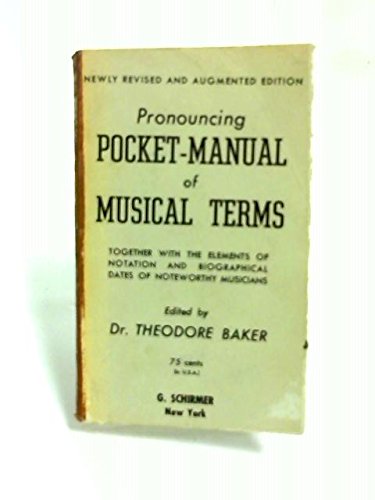 NEWLY REVISED AND AUGMENTED EDITION
Pronouncing
POCKET-MANUAL
of
MUSICAL TERMS
TOGETHER WITH THE ELEMENTS OF
NOTATION AND BIOGRAPHICAL
DATES OF NOTEWORTHY MUSICIANS
Edited by
Dr. THEODORE BAKER
75 cents
(in U.S.A.)
G. SCHIRMER
New York